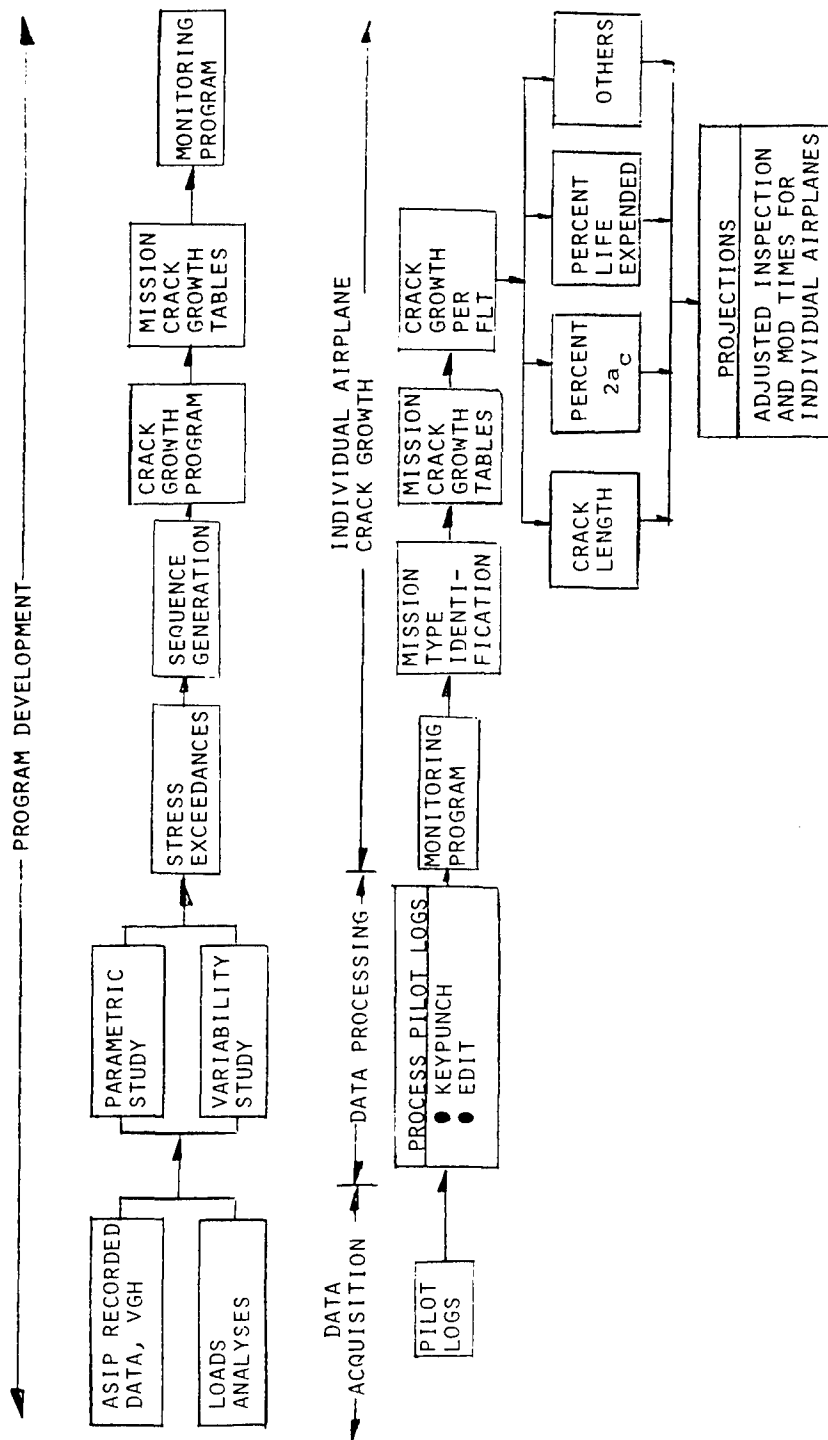 PROGRAM DEVELOPMENT
ASIP RECORDED
DATA, VGH
LOADS
ANALYSES
PARAMETRIC
STUDY
VARIABILITY
STUDY
STRESS
EXCEEDANCES
SEQUENCE
GENERATION
CRACK
GROWTH
PROGRAM
MISSION
CRACK
GROWTH
TABLES
MONITORING
PROGRAM
DATA
ACQUISITION
DATA PROCESSING
INDIVIDUAL AIRPLANE
CRACK GROWTH
PILOT
LOGS
PROCESS PILOT LOGS
● KEYPUNCH
● EDIT
MONITORING
PROGRAM
MISSION
TYPE
IDENTI-
FICATION
MISSION
CRACK
GROWTH
TABLES
CRACK
GROWTH
PER
FLT
CRACK
LENGTH
PERCENT
2ac
PERCENT
LIFE
EXPENDED
OTHERS
PROJECTIONS
ADJUSTED INSPECTION
AND MOD TIMES FOR
INDIVIDUAL AIRPLANES